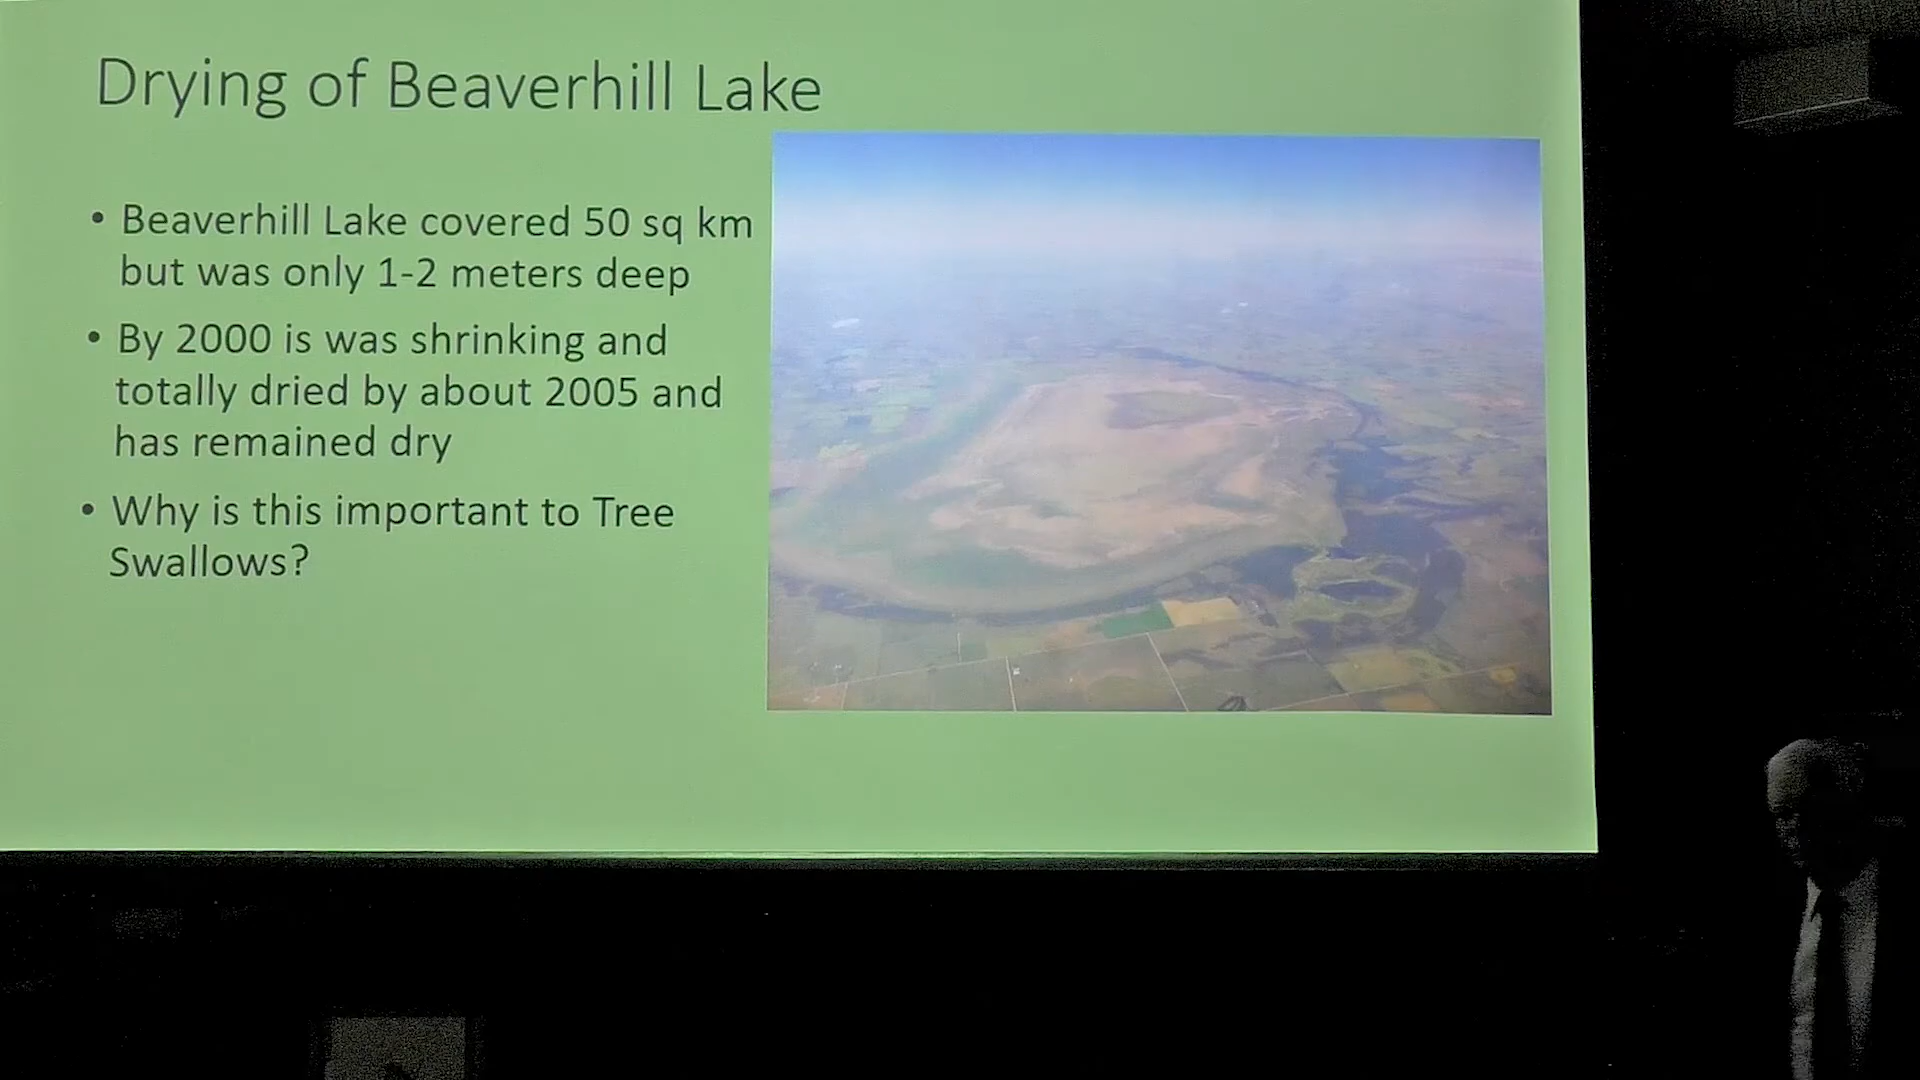 Drying of Beaverhill Lake
• Beaverhill Lake covered 50 sq km
but was only 1-2 meters deep
• By 2000 is was shrinking and
totally dried by about 2005 and
has remained dry
• Why is this important to Tree
Swallows?